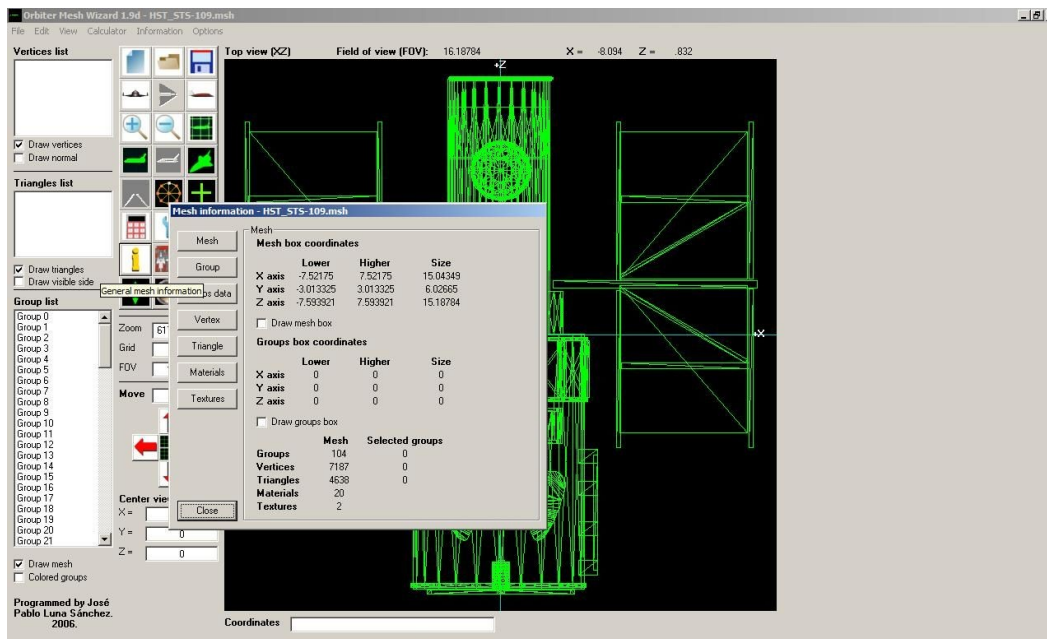 Orbiter Mesh Wizard 1.9d - HST_STS-109.msh
File Edit View Calculator Information Options
Vertices list
Draw vertices
Draw normal
Triangles list
Draw triangles
Draw visible side
General mesh information
Group list
Group 0
Group 1
Group 2
Group 3
Group 4
Group 5
Group 6
Group 7
Group 8
Group 9
Group 10
Group 11
Group 12
Group 13
Group 14
Group 15
Group 16
Group 17
Group 18
Group 19
Group 20
Group 21
Draw mesh
Colored groups
Programmed by José
Pablo Luna Sánchez.
2006.
Zoom 61
Grid
FOV
Move
Center vie
X =
Y = 0
Z = 0
Top view (XZ) Field of view (FOV): 16.18784 X = -8.094 Z = .832
+Z
+X
Mesh information - HST_STS-109.msh
Mesh
Group
ps data
Vertex
Triangle
Materials
Textures
Close
Mesh
Mesh box coordinates
Lower Higher Size
X axis -7.52175 7.52175 15.04349
Y axis -3.013325 3.013325 6.02665
Z axis -7.593921 7.593921 15.18784
Draw mesh box
Groups box coordinates
Lower Higher Size
X axis 0 0 0
Y axis 0 0 0
Z axis 0 0 0
Draw groups box
Mesh Selected groups
Groups 104 0
Vertices 7187 0
Triangles 4638 0
Materials 20
Textures 2
Coordinates